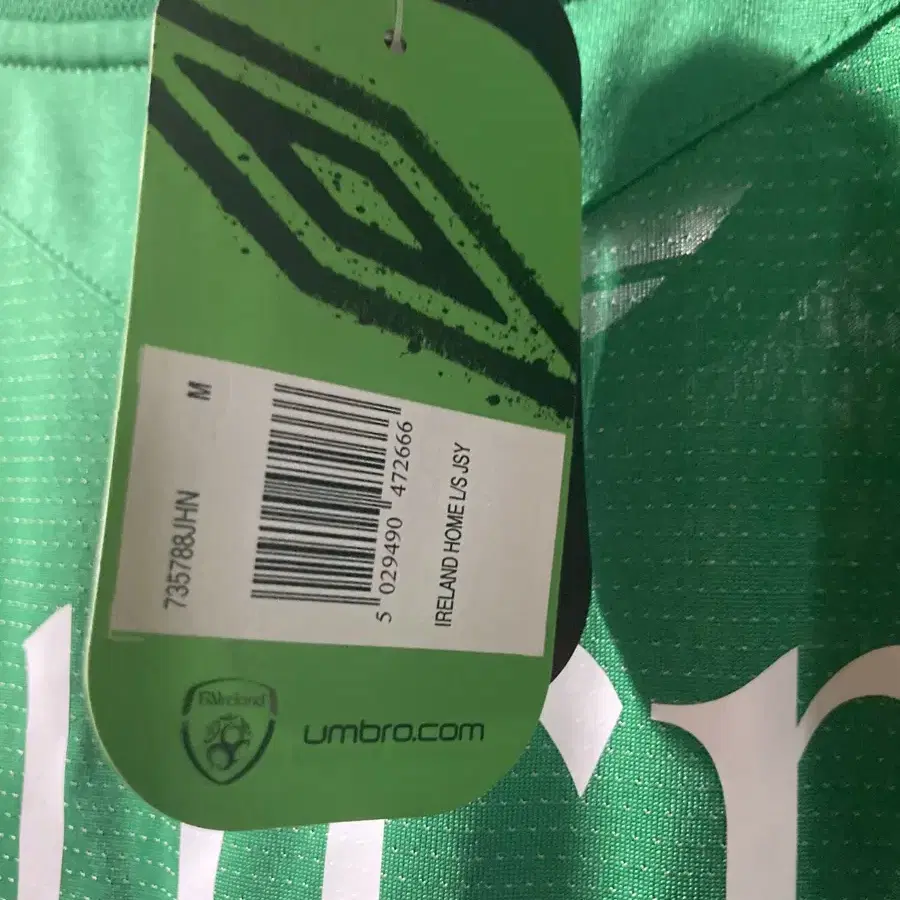 735788JHN M
5 029490 472666
IRELAND HOME L/S JSY
FAIreland
umbro.com